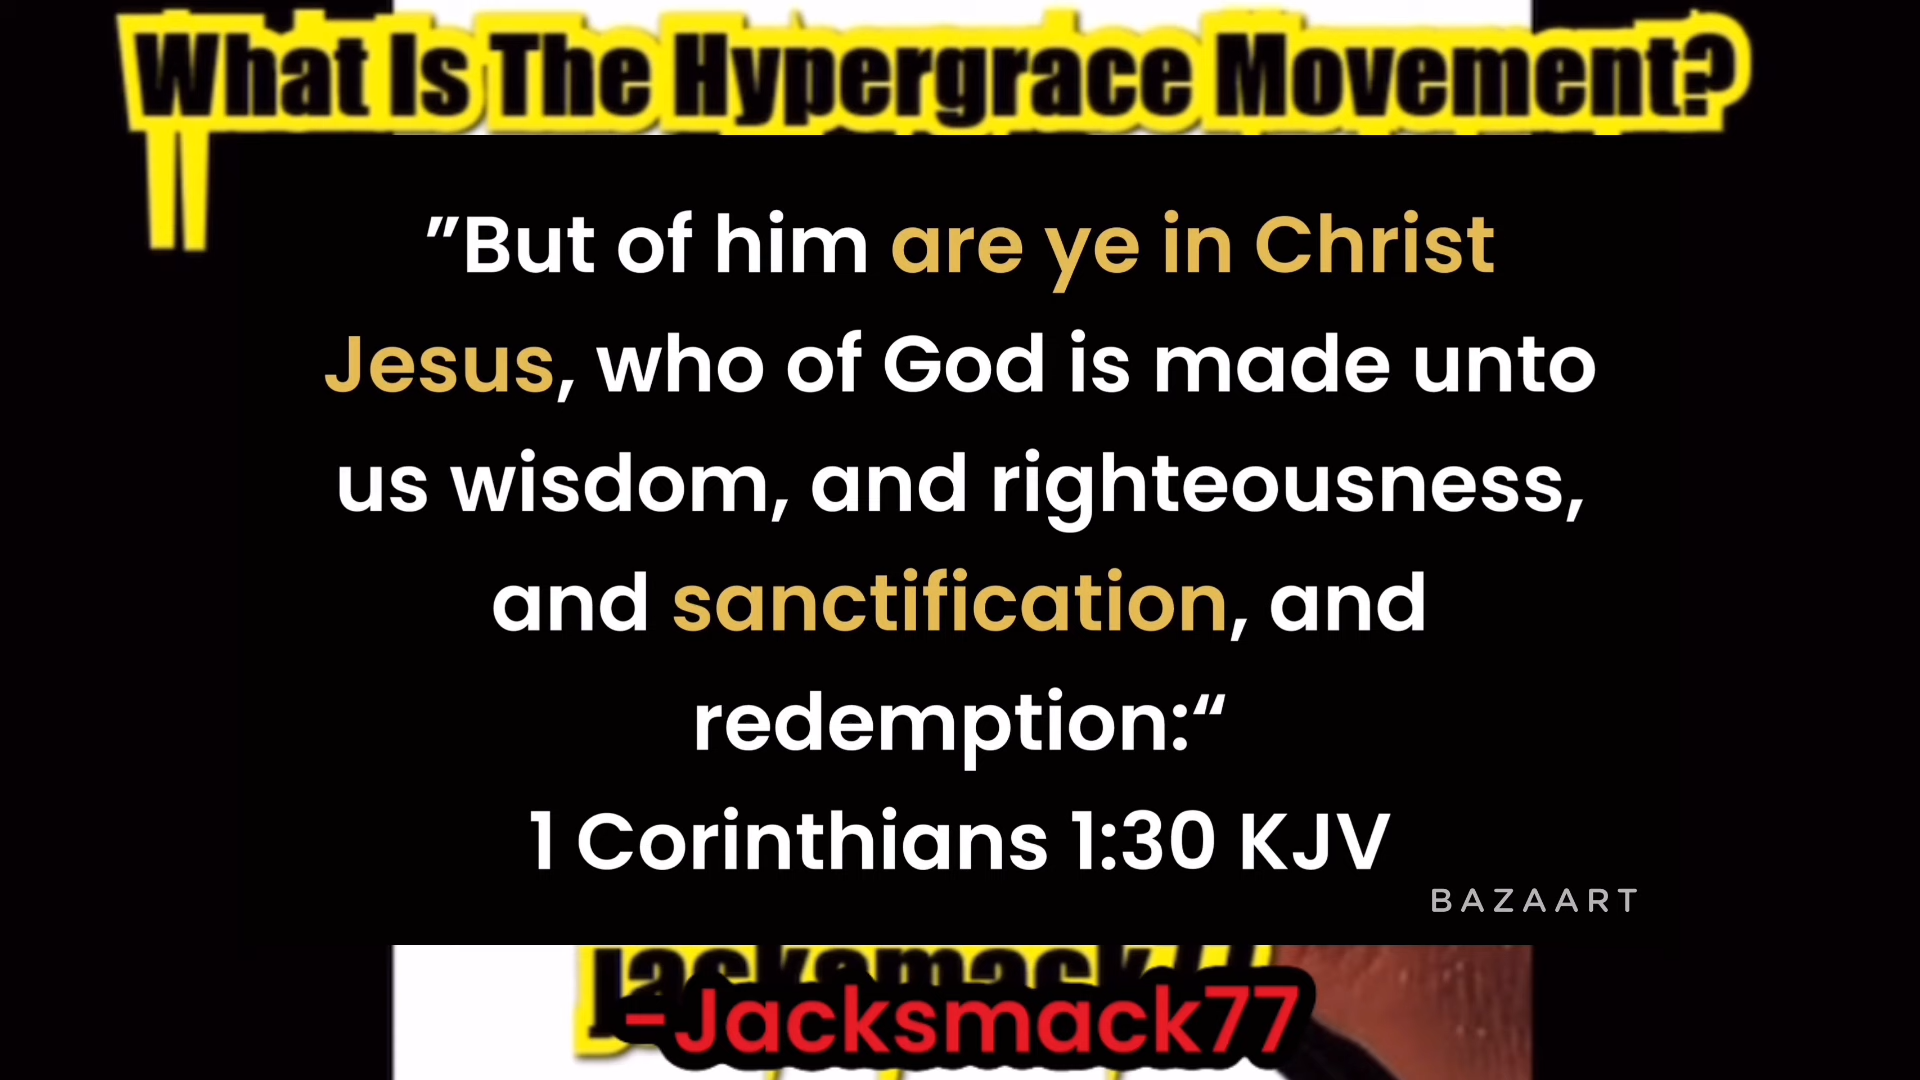 What Is The Hypergrace Movement?
"
”But of him are ye in Christ
Jesus, who of God is made unto
us wisdom, and righteousness,
and sanctification, and
redemption:“
1 Corinthians 1:30 KJV
BAZAART
Jacksmack77
-Jacksmack77